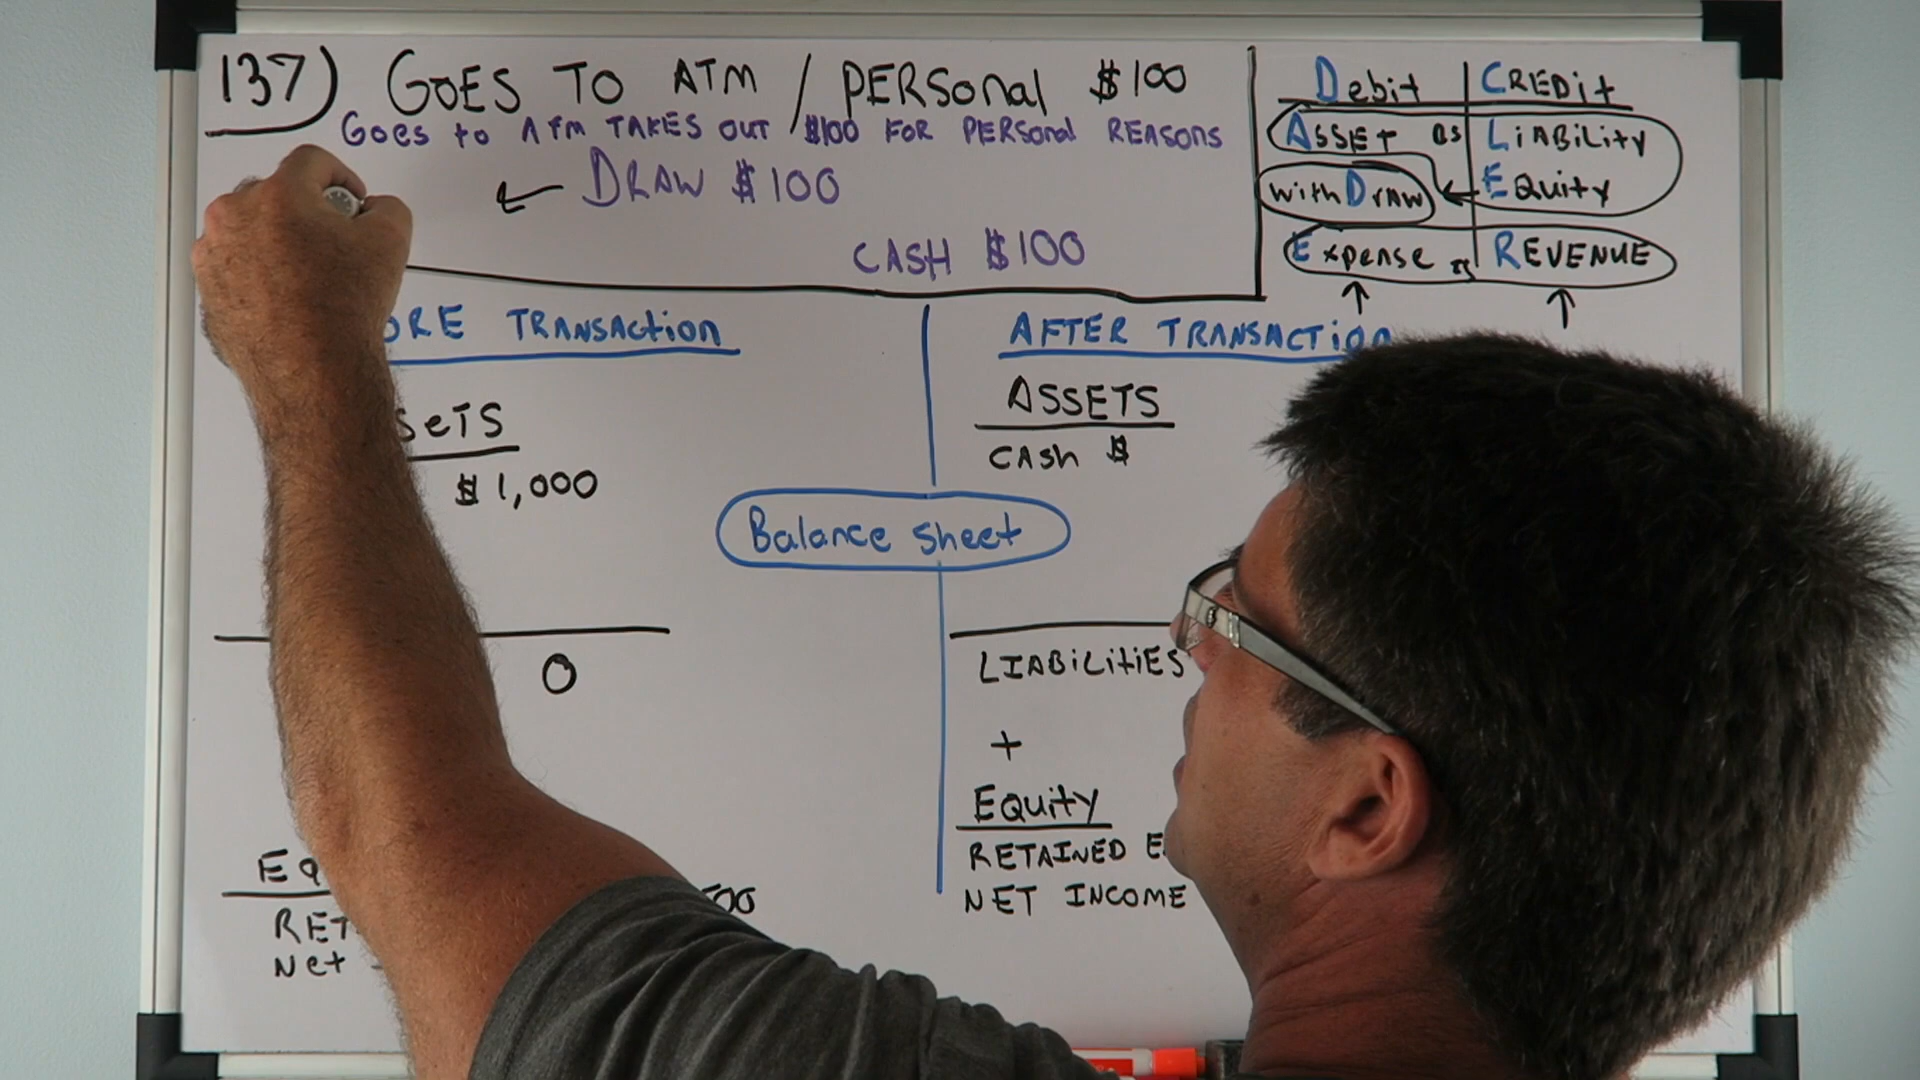 137) GOES TO ATM / PERSONAL $100
Goes to ATM TAKES OUT $100 FOR PERSONAL REASONS
← DRAW $100
CASH $100
Debit CREDIT
ASSET as LIABILITY
withDraw ← Equity
Expense is REVENUE
↑ ↑
ORE TRANSACTION
SETS
$1,000
0
EQ
RET
Net
AFTER TRANSACTION
ASSETS
CASH $
Balance Sheet
LIABILITIES
+
Equity
RETAINED E
NET INCOME